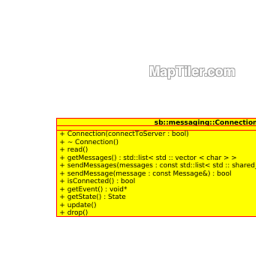 MapTiler.com
sb::messaging::Connection
+ Connection(connectToServer : bool)
+ ~ Connection()
+ read()
+ getMessages() : std::list< std :: vector < char > >
+ sendMessages(messages : const std::list< std :: shared_
+ sendMessage(message : const Message&) : bool
+ isConnected() : bool
+ getEvent() : void*
+ getState() : State
+ update()
+ drop()